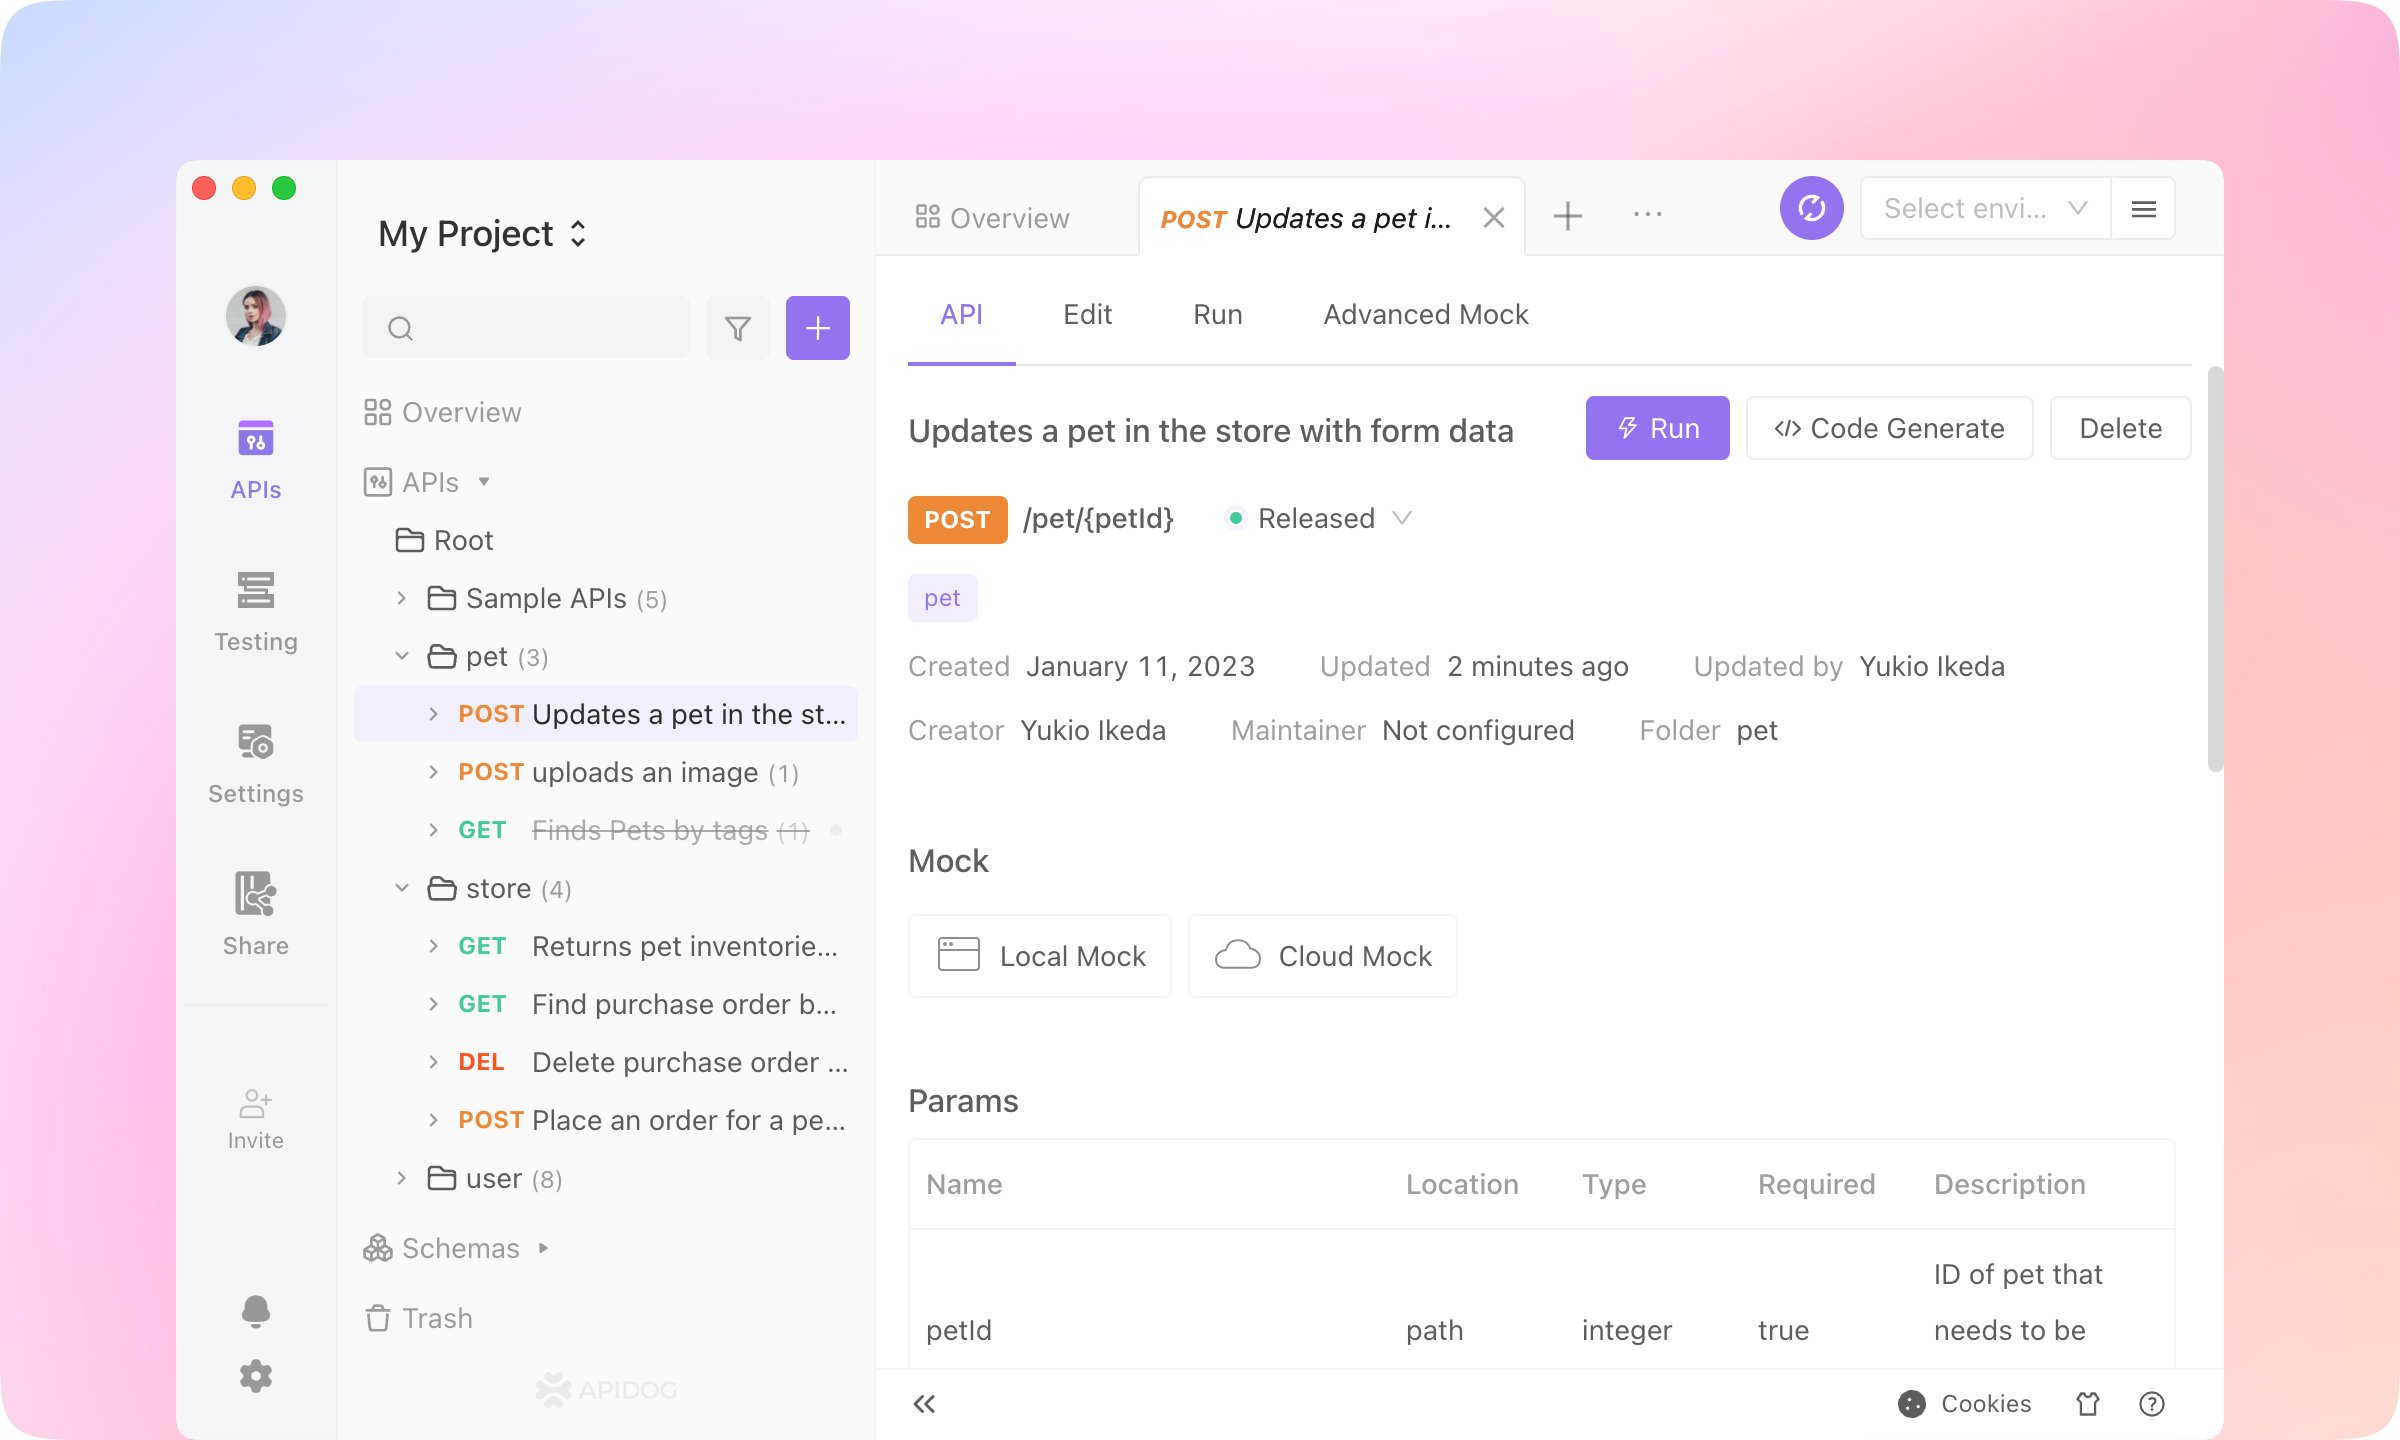 My Project
Overview
POST Updates a pet i...
Select envi...
APIs
Testing
Settings
Share
Invite
Overview
APIs
Root
Sample APIs (5)
pet (3)
POST Updates a pet in the st...
POST uploads an image (1)
GET Finds Pets by tags (1)
store (4)
GET Returns pet inventorie...
GET Find purchase order b...
DEL Delete purchase order ...
POST Place an order for a pe...
user (8)
Schemas
Trash
APIDOG
API Edit Run Advanced Mock
Updates a pet in the store with form data
Run
</> Code Generate
Delete
POST /pet/{petId} Released
pet
Created January 11, 2023 Updated 2 minutes ago Updated by Yukio Ikeda
Creator Yukio Ikeda Maintainer Not configured Folder pet
Mock
Local Mock Cloud Mock
Params
Name Location Type Required Description
ID of pet that
petId path integer true needs to be
Cookies